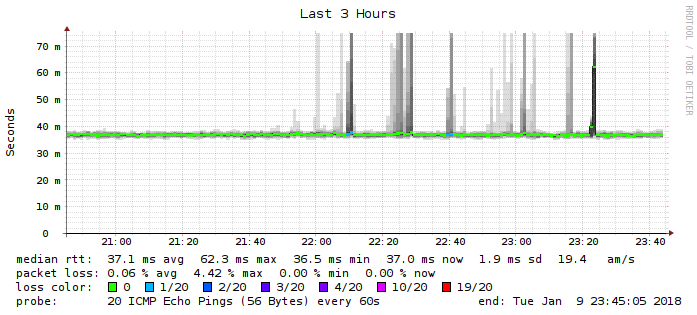 Last 3 Hours
RRDTOOL / TOBI OETIKER
Seconds
70 m
60 m
50 m
40 m
30 m
20 m
10 m
0
21:00 21:20 21:40 22:00 22:20 22:40 23:00 23:20 23:40
median rtt: 37.1 ms avg 62.3 ms max 36.5 ms min 37.0 ms now 1.9 ms sd 19.4 am/s
packet loss: 0.06 % avg 4.42 % max 0.00 % min 0.00 % now
loss color: 0 1/20 2/20 3/20 4/20 10/20 19/20
probe: 20 ICMP Echo Pings (56 Bytes) every 60s end: Tue Jan 9 23:45:05 2018